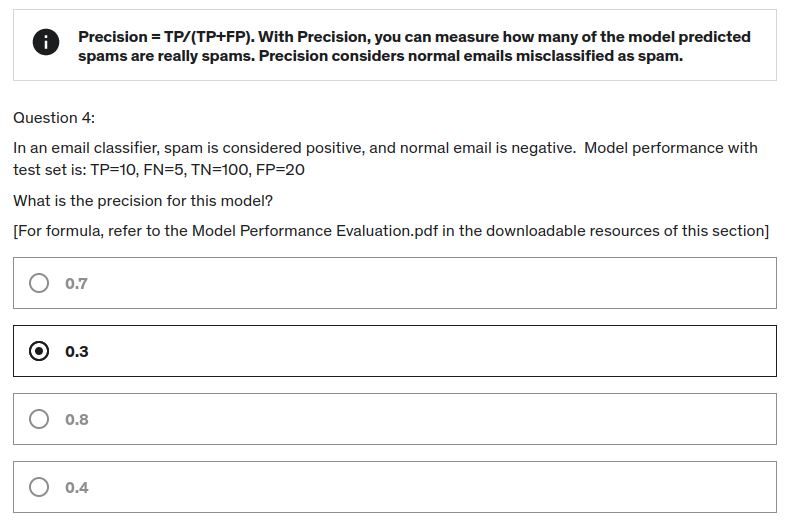 Precision = TP/(TP+FP). With Precision, you can measure how many of the model predicted
spams are really spams. Precision considers normal emails misclassified as spam.
Question 4:
In an email classifier, spam is considered positive, and normal email is negative.  Model performance with
test set is: TP=10, FN=5, TN=100, FP=20
What is the precision for this model?
[For formula, refer to the Model Performance Evaluation.pdf in the downloadable resources of this section]
0.7
0.3
0.8
0.4